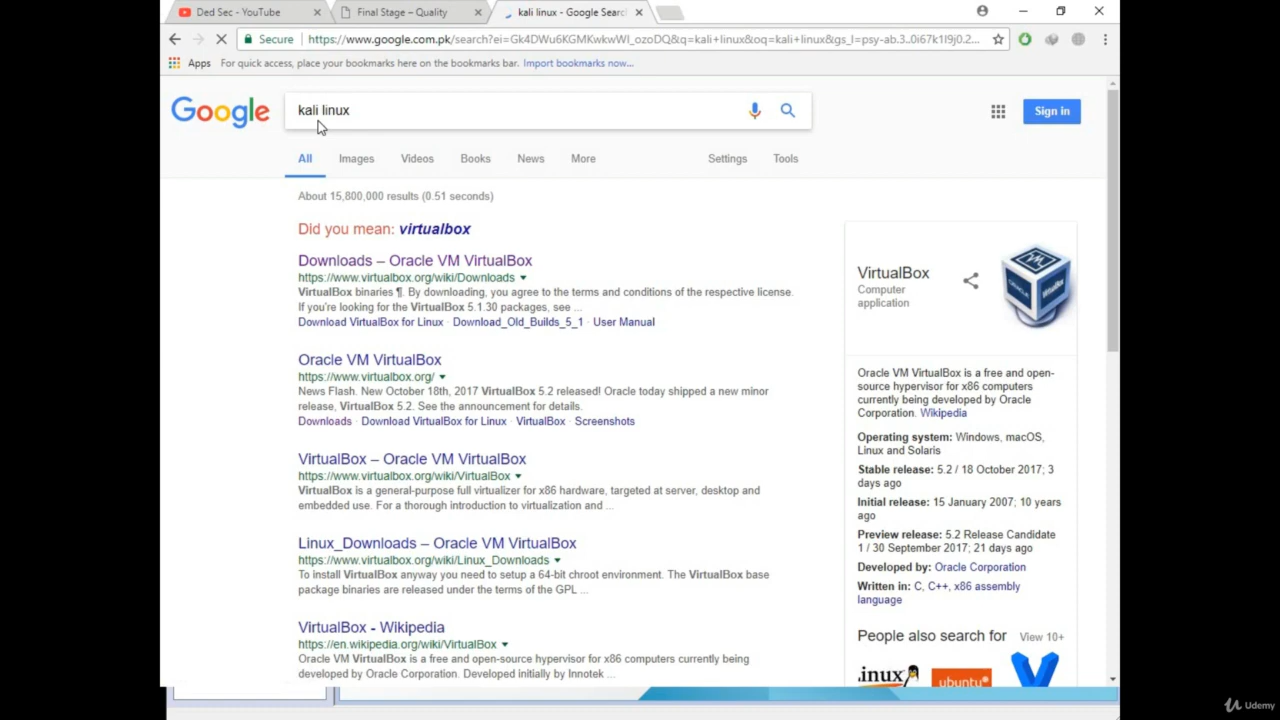 Ded Sec - YouTube
Final Stage – Quality
kali linux - Google Searc
Secure
https://www.google.com.pk/search?ei=Gk4DWu6KGMKwkwWI_ozoDQ&q=kali+linux&oq=kali+linux&gs_l=psy-ab.3..0i67k1l9j0.2...
Apps
For quick access, place your bookmarks here on the bookmarks bar. Import bookmarks now...
Google
kali linux
Sign in
All
Images
Videos
Books
News
More
Settings
Tools
About 15,800,000 results (0.51 seconds)
Did you mean: virtualbox
Downloads – Oracle VM VirtualBox
https://www.virtualbox.org/wiki/Downloads
VirtualBox binaries ¶. By downloading, you agree to the terms and conditions of the respective license.
If you're looking for the VirtualBox 5.1.30 packages, see ...
Download VirtualBox for Linux · Download_Old_Builds_5_1 · User Manual
Oracle VM VirtualBox
https://www.virtualbox.org/
News Flash. New October 18th, 2017 VirtualBox 5.2 released! Oracle today shipped a new minor
release, VirtualBox 5.2. See the announcement for details.
Downloads · Download VirtualBox for Linux · VirtualBox · Screenshots
VirtualBox – Oracle VM VirtualBox
https://www.virtualbox.org/wiki/VirtualBox
VirtualBox is a general-purpose full virtualizer for x86 hardware, targeted at server, desktop and
embedded use. For a thorough introduction to virtualization and ...
Linux_Downloads – Oracle VM VirtualBox
https://www.virtualbox.org/wiki/Linux_Downloads
To install VirtualBox anyway you need to setup a 64-bit chroot environment. The VirtualBox base
package binaries are released under the terms of the GPL ...
VirtualBox - Wikipedia
https://en.wikipedia.org/wiki/VirtualBox
Oracle VM VirtualBox is a free and open-source hypervisor for x86 computers currently being
developed by Oracle Corporation. Developed initially by Innotek ...
VirtualBox
Computer
application
ORACLE
VirtualBox
Oracle VM VirtualBox is a free and open-
source hypervisor for x86 computers
currently being developed by Oracle
Corporation. Wikipedia
Operating system: Windows, macOS,
Linux and Solaris
Stable release: 5.2 / 18 October 2017; 3
days ago
Initial release: 15 January 2007; 10 years
ago
Preview release: 5.2 Release Candidate
1 / 30 September 2017; 21 days ago
Developed by: Oracle Corporation
Written in: C, C++, x86 assembly
language
People also search for
View 10+
inux
ubuntu
Udemy